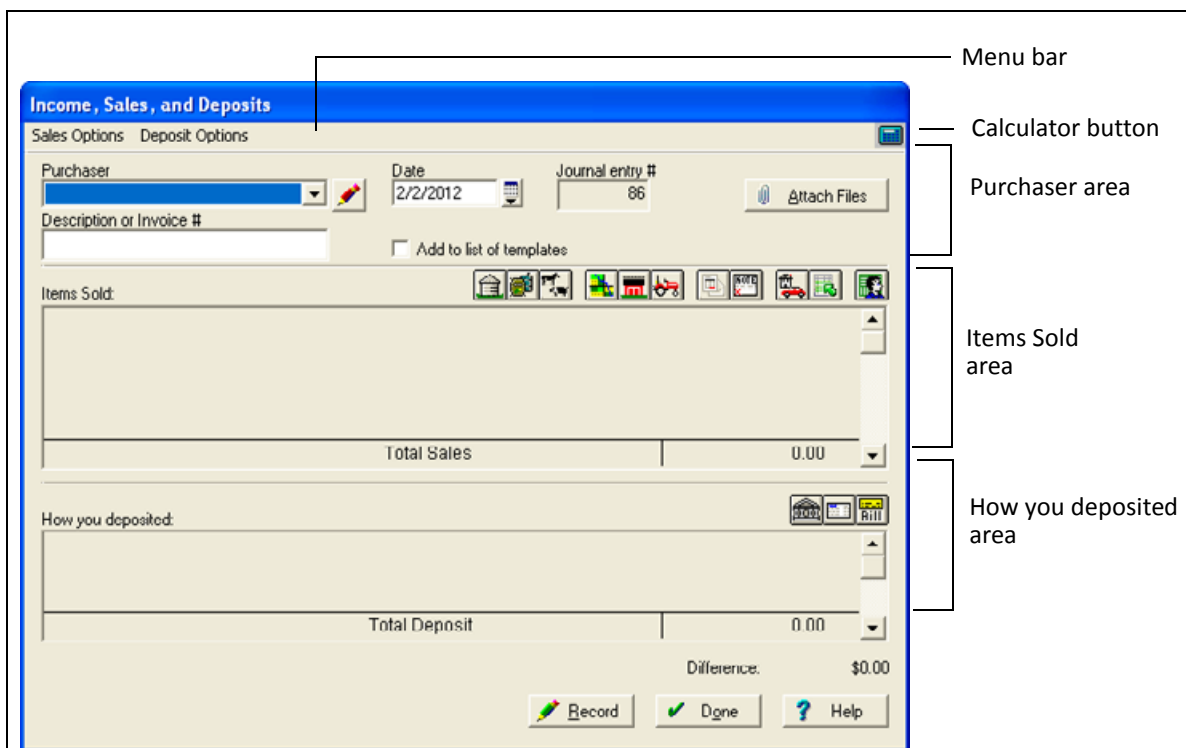 Menu bar
Income, Sales, and Deposits
Sales Options Deposit Options
Calculator button
Purchaser Date Journal entry #
Purchaser area
2/2/2012 86 Attach Files
Description or Invoice #
Add to list of templates
Items Sold:
NOTE
Items Sold
area
Total Sales 0.00
How you deposited:
Bill
How you deposited
area
Total Deposit 0.00
Difference: $0.00
Record Done Help